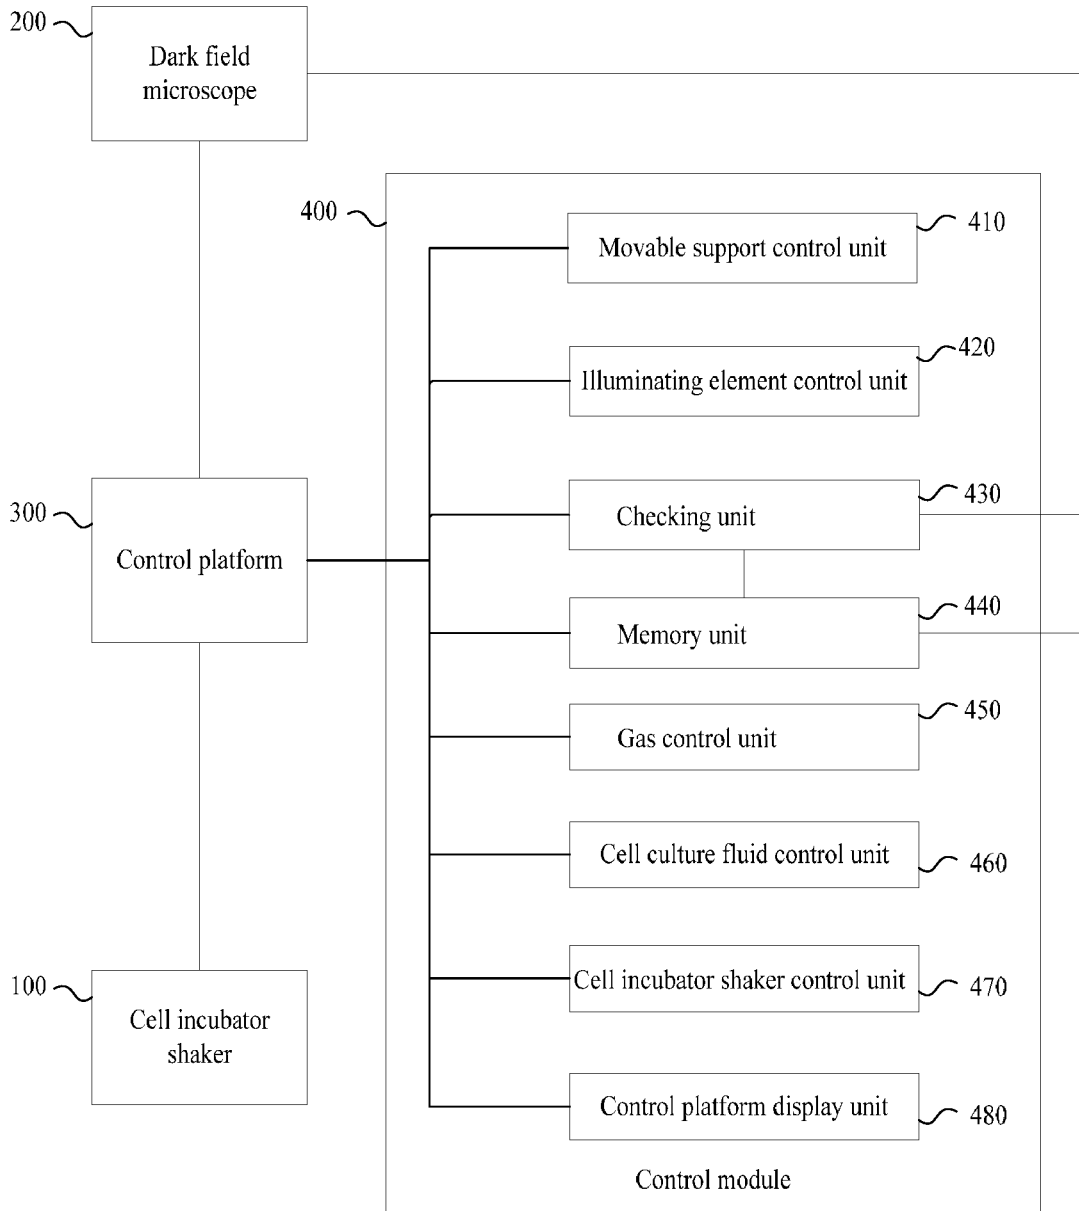 200
Dark field
microscope
400
410
Movable support control unit
420
Illuminating element control unit
430
Checking unit
300
Control platform
440
Memory unit
450
Gas control unit
Cell culture fluid control unit
460
100
Cell incubator
shaker
Cell incubator shaker control unit
470
Control platform display unit
480
Control module